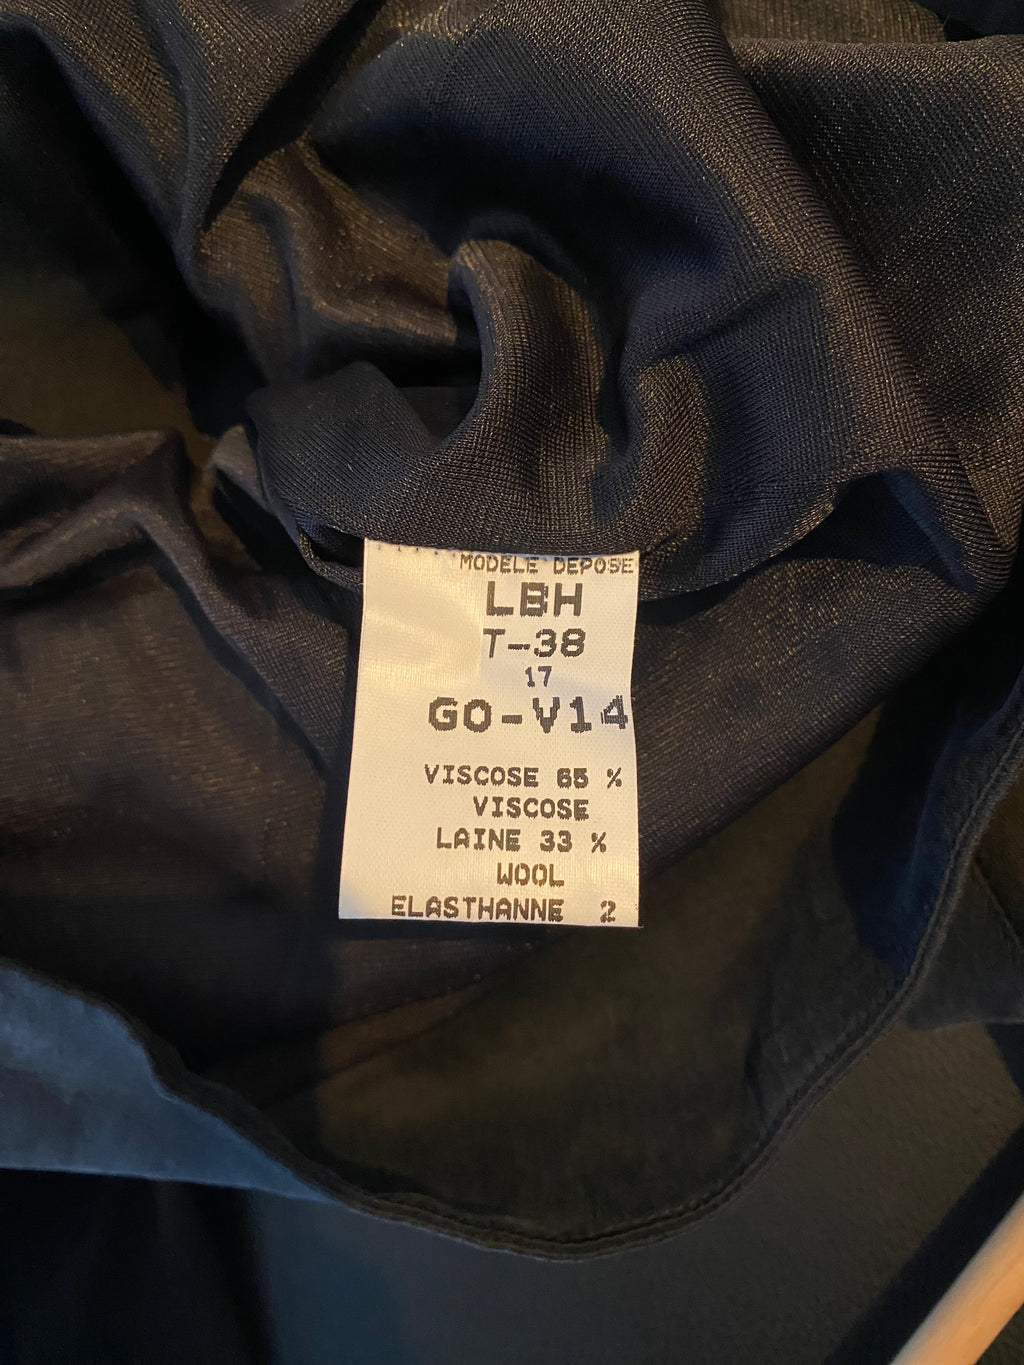 MODELE DEPOSE
LBH
T-38
17
GO-V14
VISCOSE 65 %
VISCOSE
LAINE 33 %
WOOL
ELASTHANNE 2